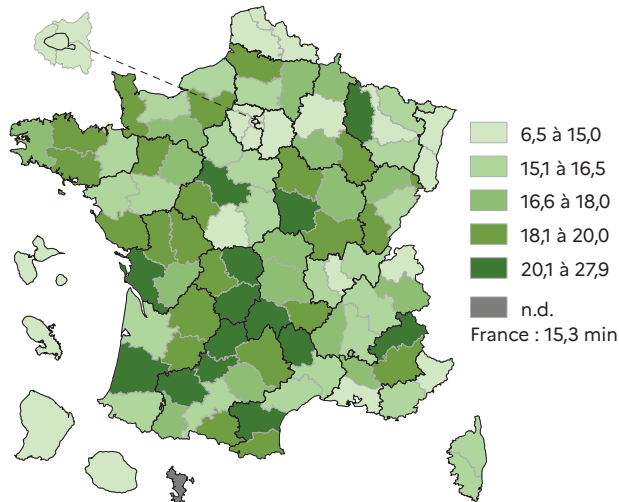 6,5 à 15,0
15,1 à 16,5
16,6 à 18,0
18,1 à 20,0
20,1 à 27,9
n.d.
France : 15,3 min